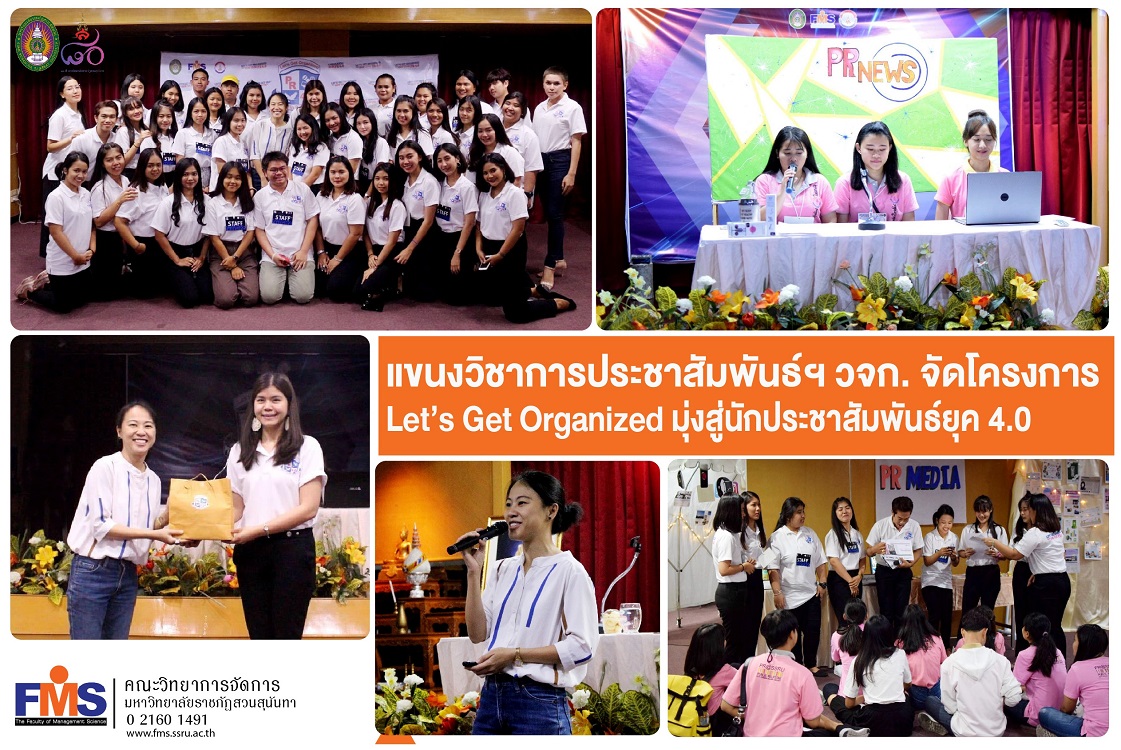 PR
STAFF
STAFF
FMS
PR NEWS
แขนงวิชาการประชาสัมพันธ์ฯ วจก. จัดโครงการ
Let's Get Organized มุ่งสู่นักประชาสัมพันธ์ยุค 4.0
PR MEDIA
STAFF
STAFF
FMS
The Faculty of Management Science
คณะวิทยาการจัดการ
มหาวิทยาลัยราชภัฏสวนสุนันทา
0 2160 1491
www.fms.ssru.ac.th